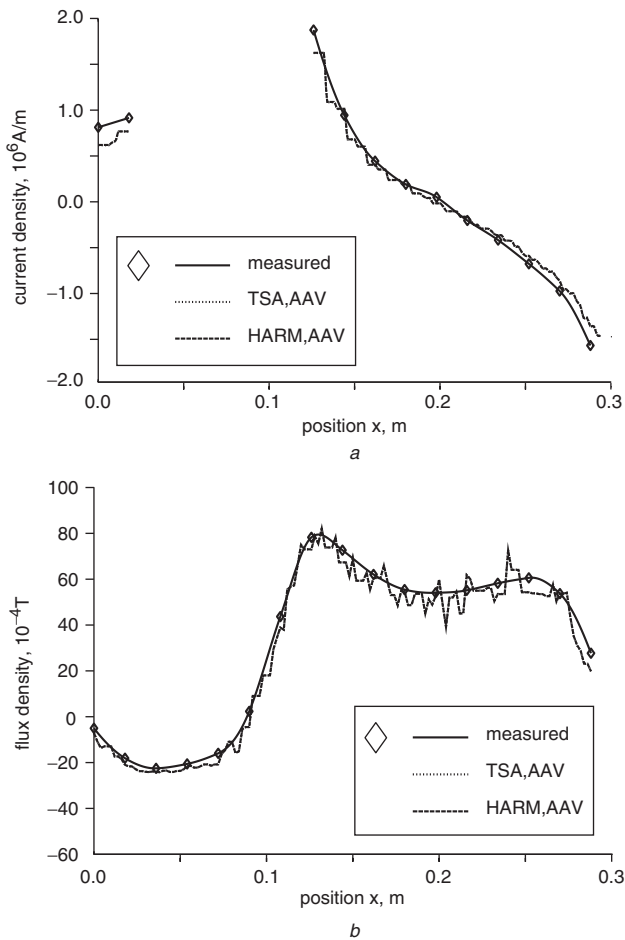 2.0
1.0
0.0
−1.0
−2.0
current density, 10⁶A/m
measured
TSA,AAV
HARM,AAV
0.0 0.1 0.2 0.3
position x, m
a
100
80
60
40
20
0
−20
−40
−60
flux density, 10⁻⁴T
measured
TSA,AAV
HARM,AAV
0.0 0.1 0.2 0.3
position x, m
b